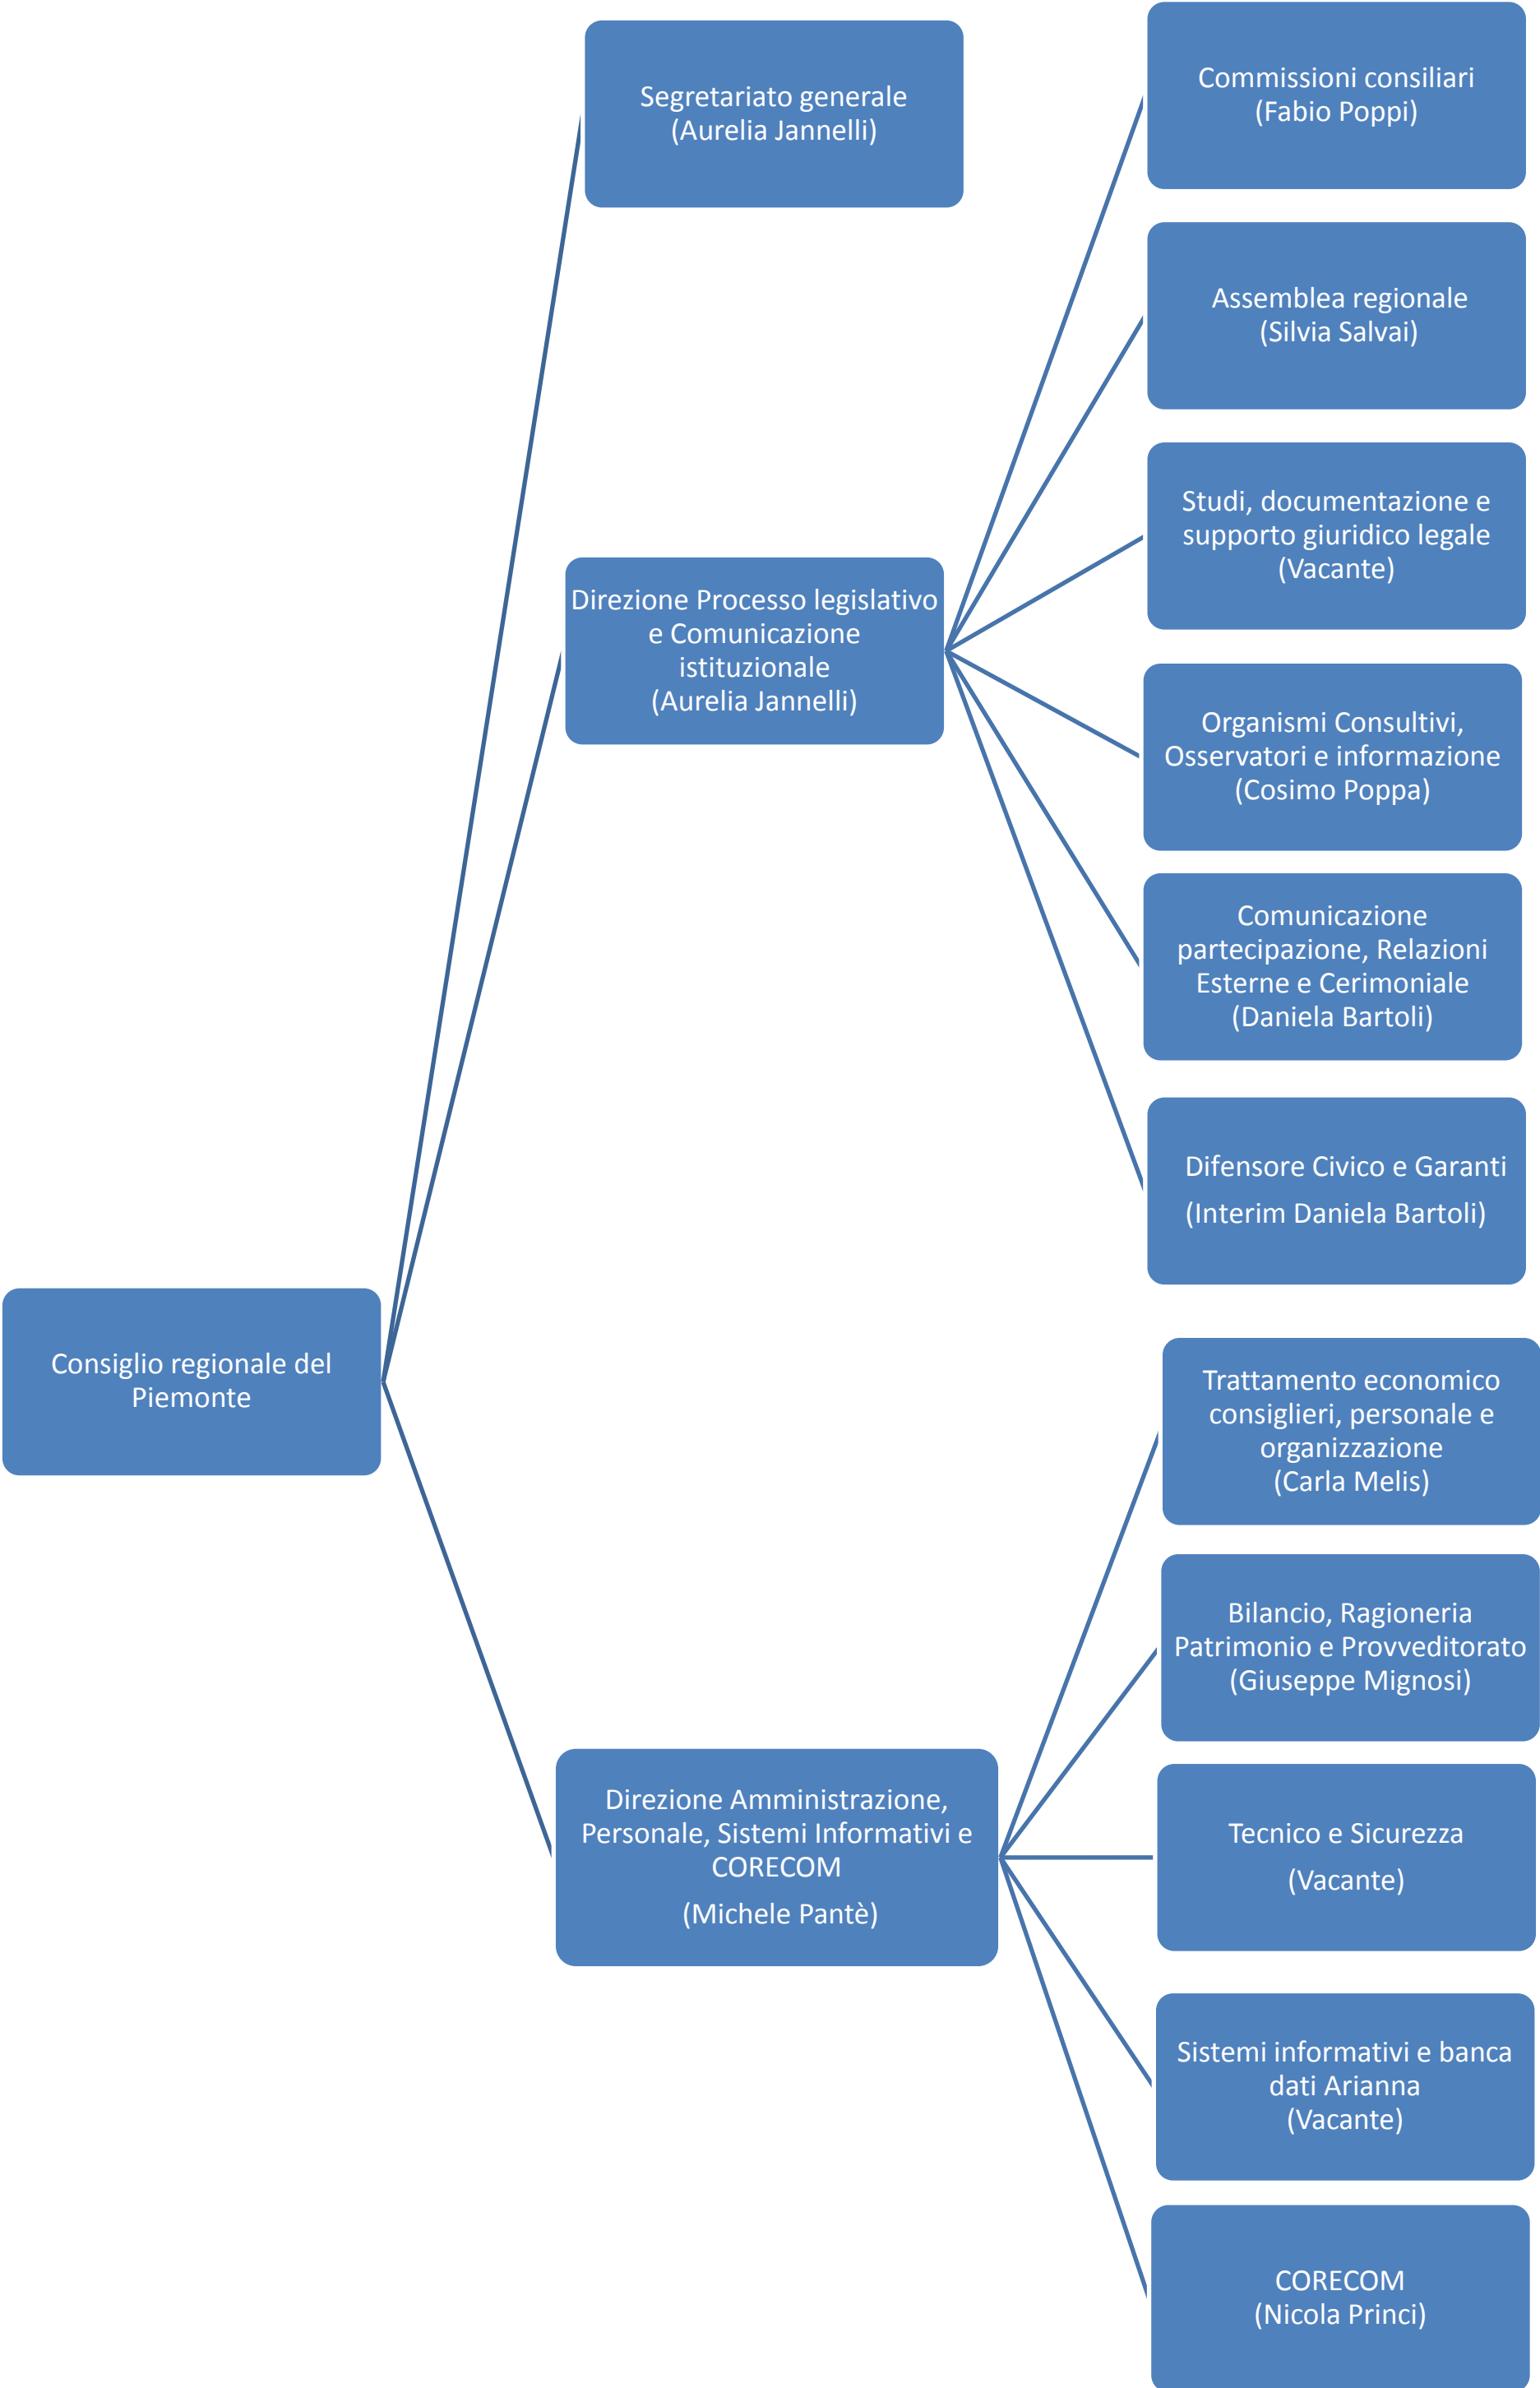 Segretariato generale
(Aurelia Jannelli)
Commissioni consiliari
(Fabio Poppi)
Assemblea regionale
(Silvia Salvai)
Studi, documentazione e
supporto giuridico legale
(Vacante)
Direzione Processo legislativo
e Comunicazione
istituzionale
(Aurelia Jannelli)
Organismi Consultivi,
Osservatori e informazione
(Cosimo Poppa)
Comunicazione
partecipazione, Relazioni
Esterne e Cerimoniale
(Daniela Bartoli)
Difensore Civico e Garanti
(Interim Daniela Bartoli)
Consiglio regionale del
Piemonte
Trattamento economico
consiglieri, personale e
organizzazione
(Carla Melis)
Bilancio, Ragioneria
Patrimonio e Provveditorato
(Giuseppe Mignosi)
Direzione Amministrazione,
Personale, Sistemi Informativi e
CORECOM
(Michele Pantè)
Tecnico e Sicurezza
(Vacante)
Sistemi informativi e banca
dati Arianna
(Vacante)
CORECOM
(Nicola Princi)